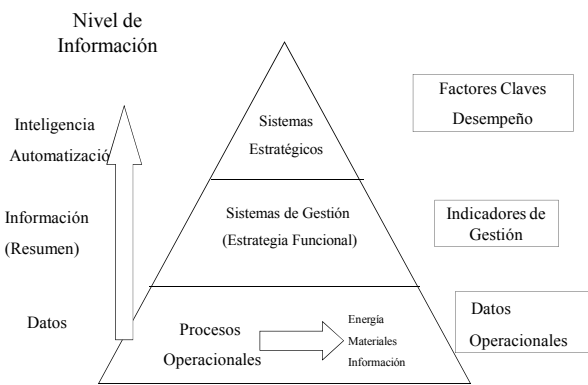 Nivel de
Información
Factores Claves
Desempeño
Inteligencia
Automatizació
Sistemas
Estratégicos
Información
(Resumen)
Sistemas de Gestión
(Estrategia Funcional)
Indicadores de
Gestión
Datos
Procesos
Operacionales
Energía
Materiales
Información
Datos
Operacionales